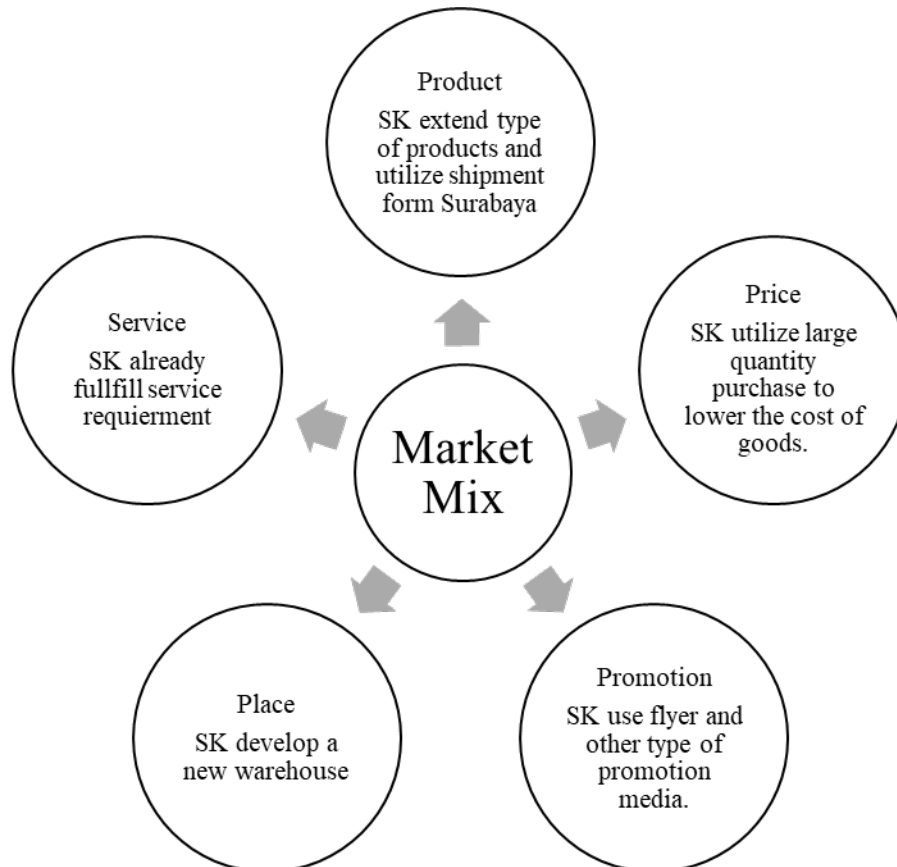 Product
SK extend type
of products and
utilize shipment
form Surabaya
Price
SK utilize large
quantity
purchase to
lower the cost of
goods.
Service
SK already
fullfill service
requierment
Market
Mix
Place
SK develop a
new warehouse
Promotion
SK use flyer and
other type of
promotion
media.